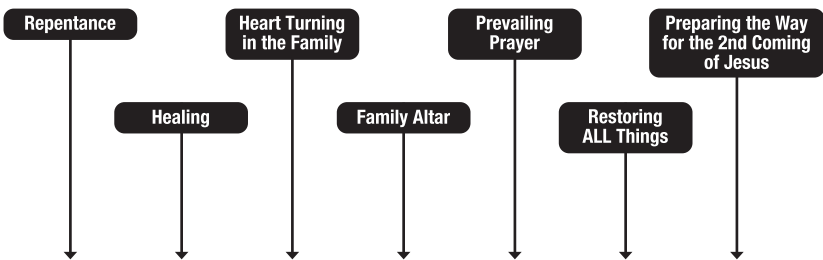 Repentance
Healing
Heart Turning
in the Family
Family Altar
Prevailing
Prayer
Restoring
ALL Things
Preparing the Way
for the 2nd Coming
of Jesus